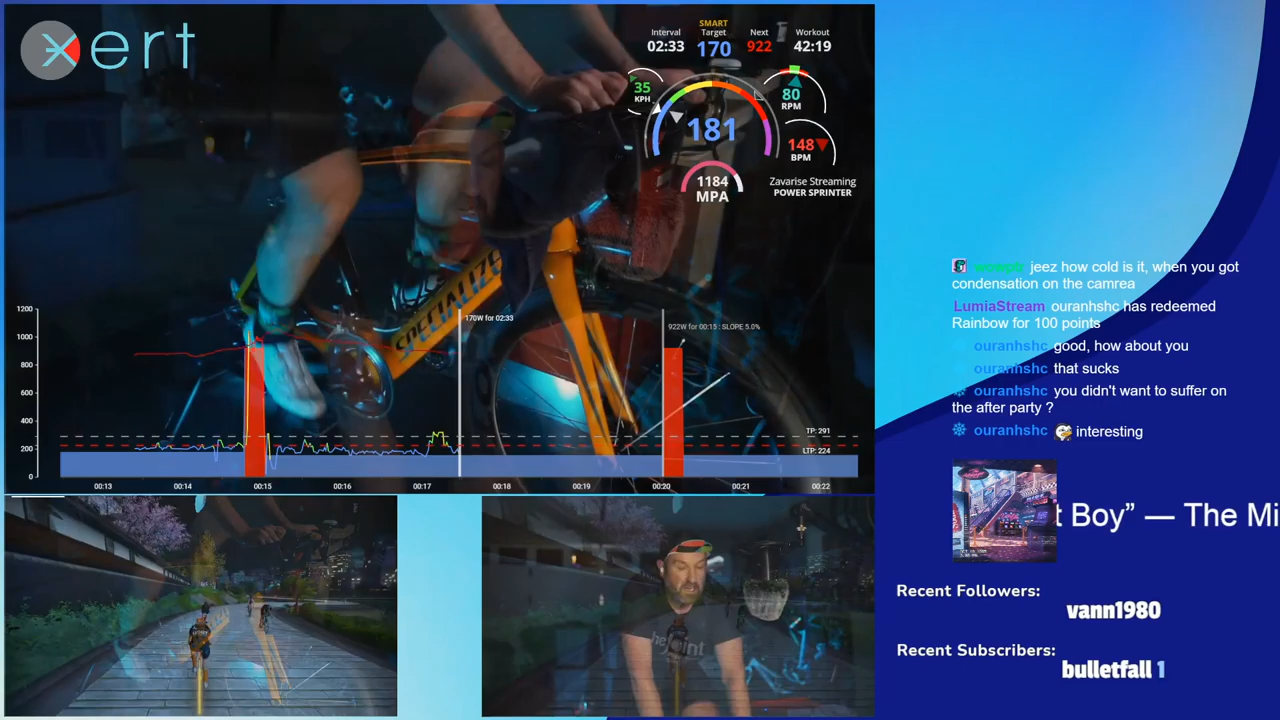 xert
Interval
02:33
SMART
Target
170
Next
922
Workout
42:19
35
KPH
181
80
RPM
148
BPM
1184
MPA
Zavarise Streaming
POWER SPRINTER
1200
1000
800
600
400
200
0
170W for 02:33
922W for 00:15 : SLOPE 5.0%
TP: 291
LTP: 224
00:13 00:14 00:15 00:16 00:17 00:18 00:19 00:20 00:21 00:22
jeez how cold is it, when you got
condensation on the camrea
LumiaStream ouranhshc has redeemed
Rainbow for 100 points
ouranhshc good, how about you
ouranhshc that sucks
ouranhshc you didn't want to suffer on
the after party ?
ouranhshc interesting
t Boy” — The Mi
Recent Followers:
vann1980
Recent Subscribers:
bulletfall 1